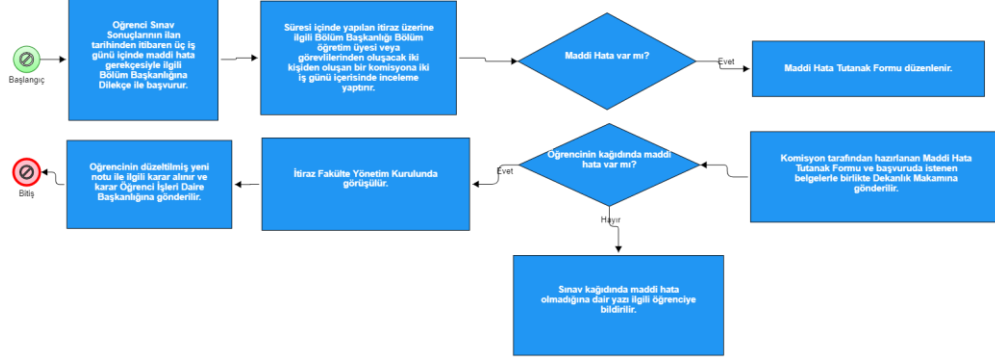 Başlangıç
Öğrenci Sınav
Sonuçlarının ilan
tarihinden itibaren üç iş
günü içinde maddi hata
gerekçesiyle ilgili
Bölüm Başkanlığına
Dilekçe ile başvurur.
Süresi içinde yapılan itiraz üzerine
ilgili Bölüm Başkanlığı Bölüm
öğretim üyesi veya
görevlilerinden oluşacak iki
kişiden oluşan bir komisyona iki
iş günü içerisinde inceleme
yaptırır.
Maddi Hata var mı?
Evet
Maddi Hata Tutanak Formu düzenlenir.
Komisyon tarafından hazırlanan Maddi Hata
Tutanak Formu ve başvuruda istenen
belgelerle birlikte Dekanlık Makamına
gönderilir.
Öğrencinin kağıdında maddi
hata var mı?
Evet
Hayır
İtiraz Fakülte Yönetim Kurulunda
görüşülür.
Öğrencinin düzeltilmiş yeni
notu ile ilgili karar alınır ve
karar Öğrenci İşleri Daire
Başkanlığına gönderilir.
Bitiş
Sınav kağıdında maddi hata
olmadığına dair yazı ilgili öğrenciye
bildirilir.